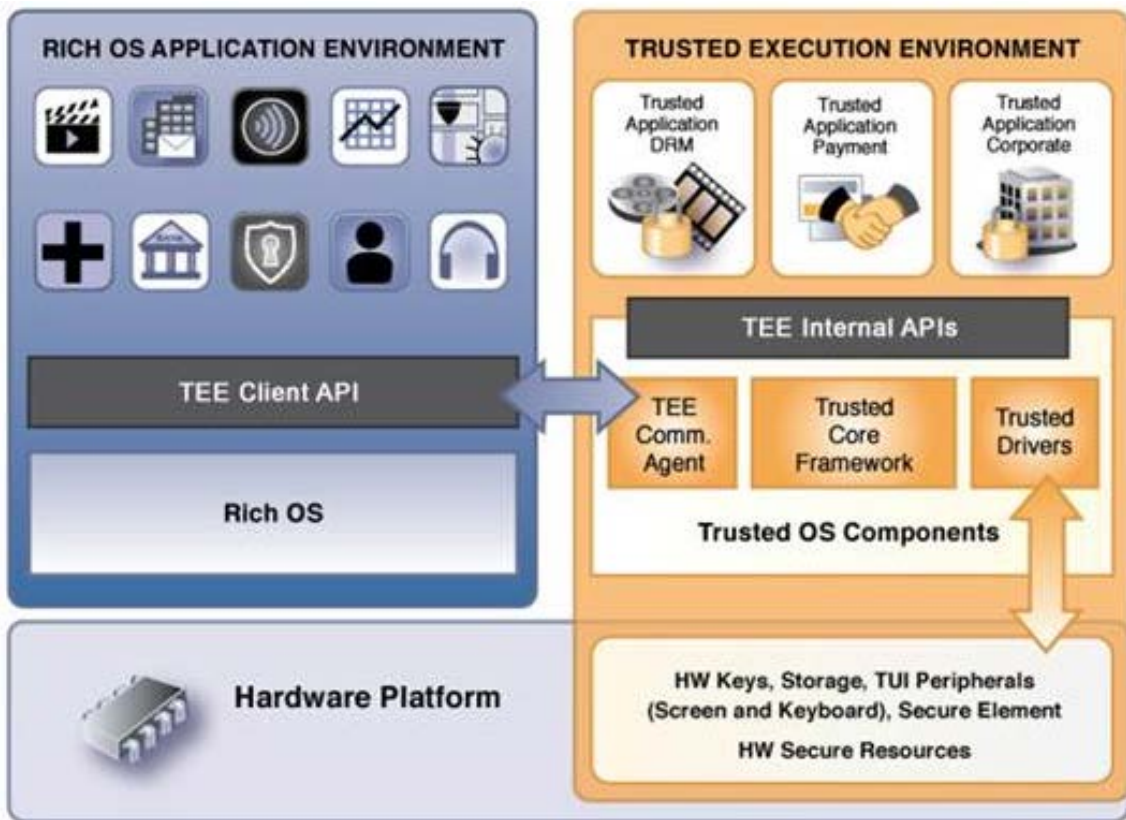 RICH OS APPLICATION ENVIRONMENT
BANK
TEE Client API
Rich OS
TRUSTED EXECUTION ENVIRONMENT
Trusted
Application
DRM
Trusted
Application
Payment
Trusted
Application
Corporate
TEE Internal APIs
TEE
Comm.
Agent
Trusted
Core
Framework
Trusted
Drivers
Trusted OS Components
Hardware Platform
HW Keys, Storage, TUI Peripherals
(Screen and Keyboard), Secure Element
HW Secure Resources